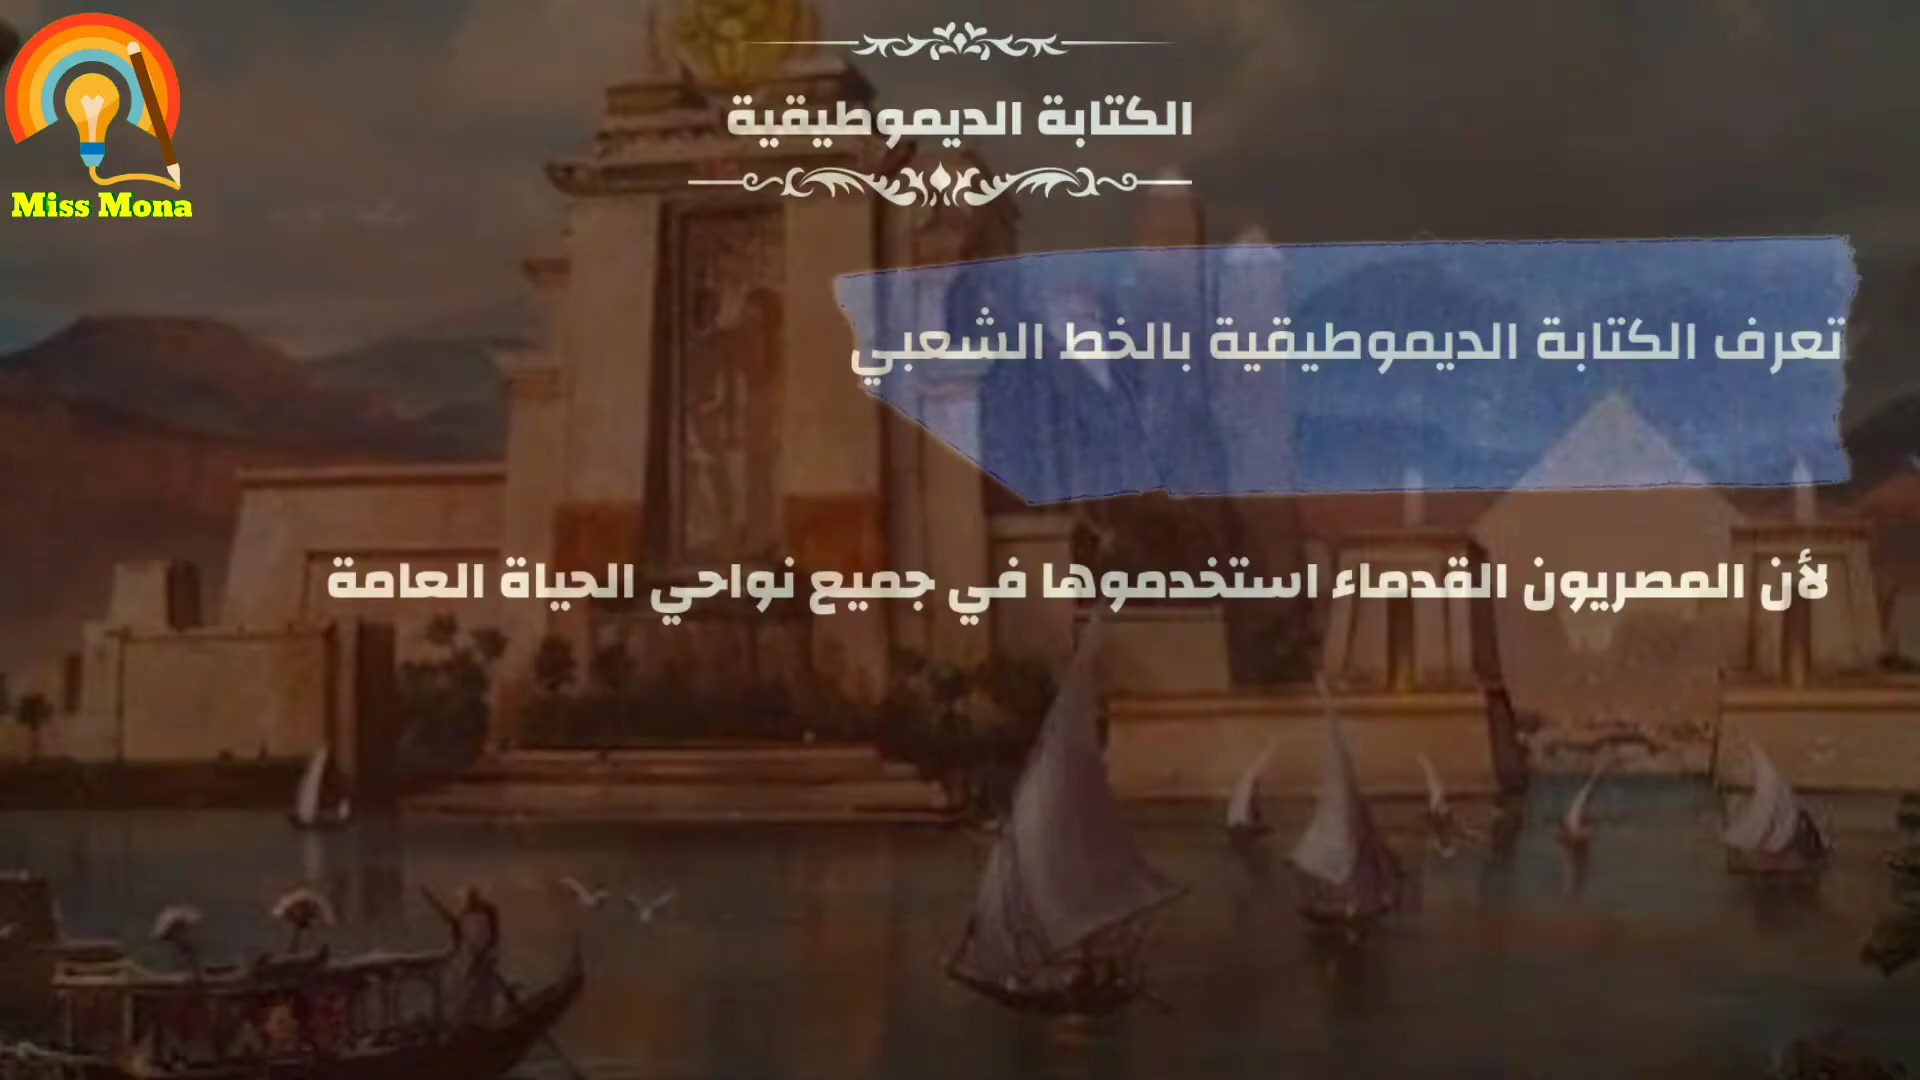 Miss Mona
الكتابة الديموطيقية
تعرف الكتابة الديموطيقية بالخط الشعبي
لأن المصريون القدماء استخدموها في جميع نواحي الحياة العامة